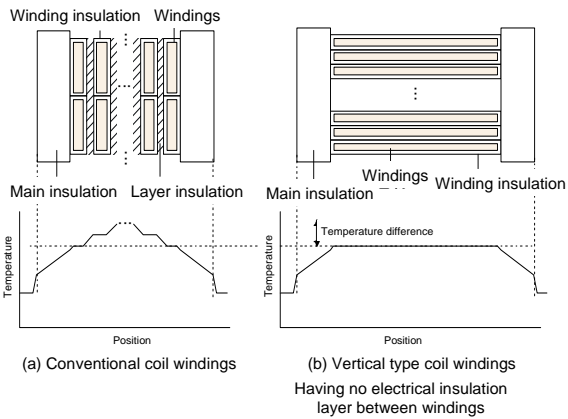 Winding insulation Windings
Main insulation Layer insulation
Temperature
Position
(a) Conventional coil windings
Windings
Main insulation Winding insulation
Temperature difference
Temperature
Position
(b) Vertical type coil windings
Having no electrical insulation
layer between windings